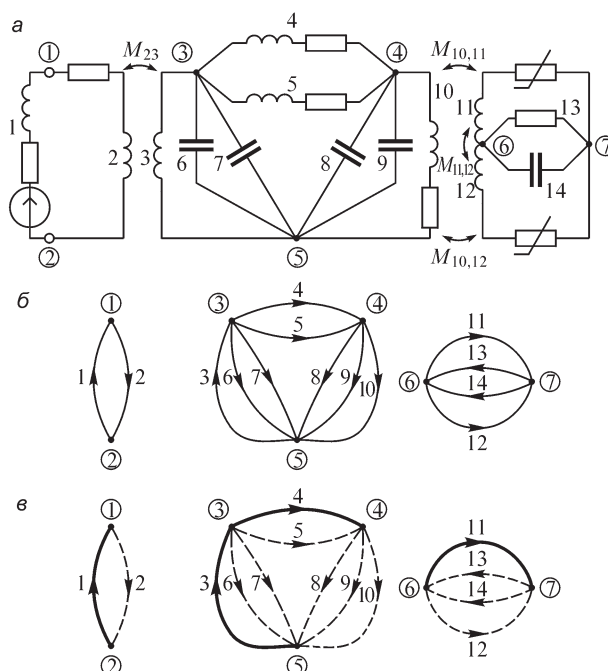 а
① M₂₃ ③ 4 ④ M₁₀,₁₁
1 2 3 5 6 7 8 9 10 11 13
⑥ ⑦
M₁₁,₁₂
12 14
② ⑤ M₁₀,₁₂
б
① ③ 4 ④ 11
5 13
1 2 3 6 7 8 9 10 ⑥ 14 ⑦
12
② ⑤
в
① ③ 4 ④ 11
5 13
1 2 3 6 7 8 9 10 ⑥ 14 ⑦
12
② ⑤